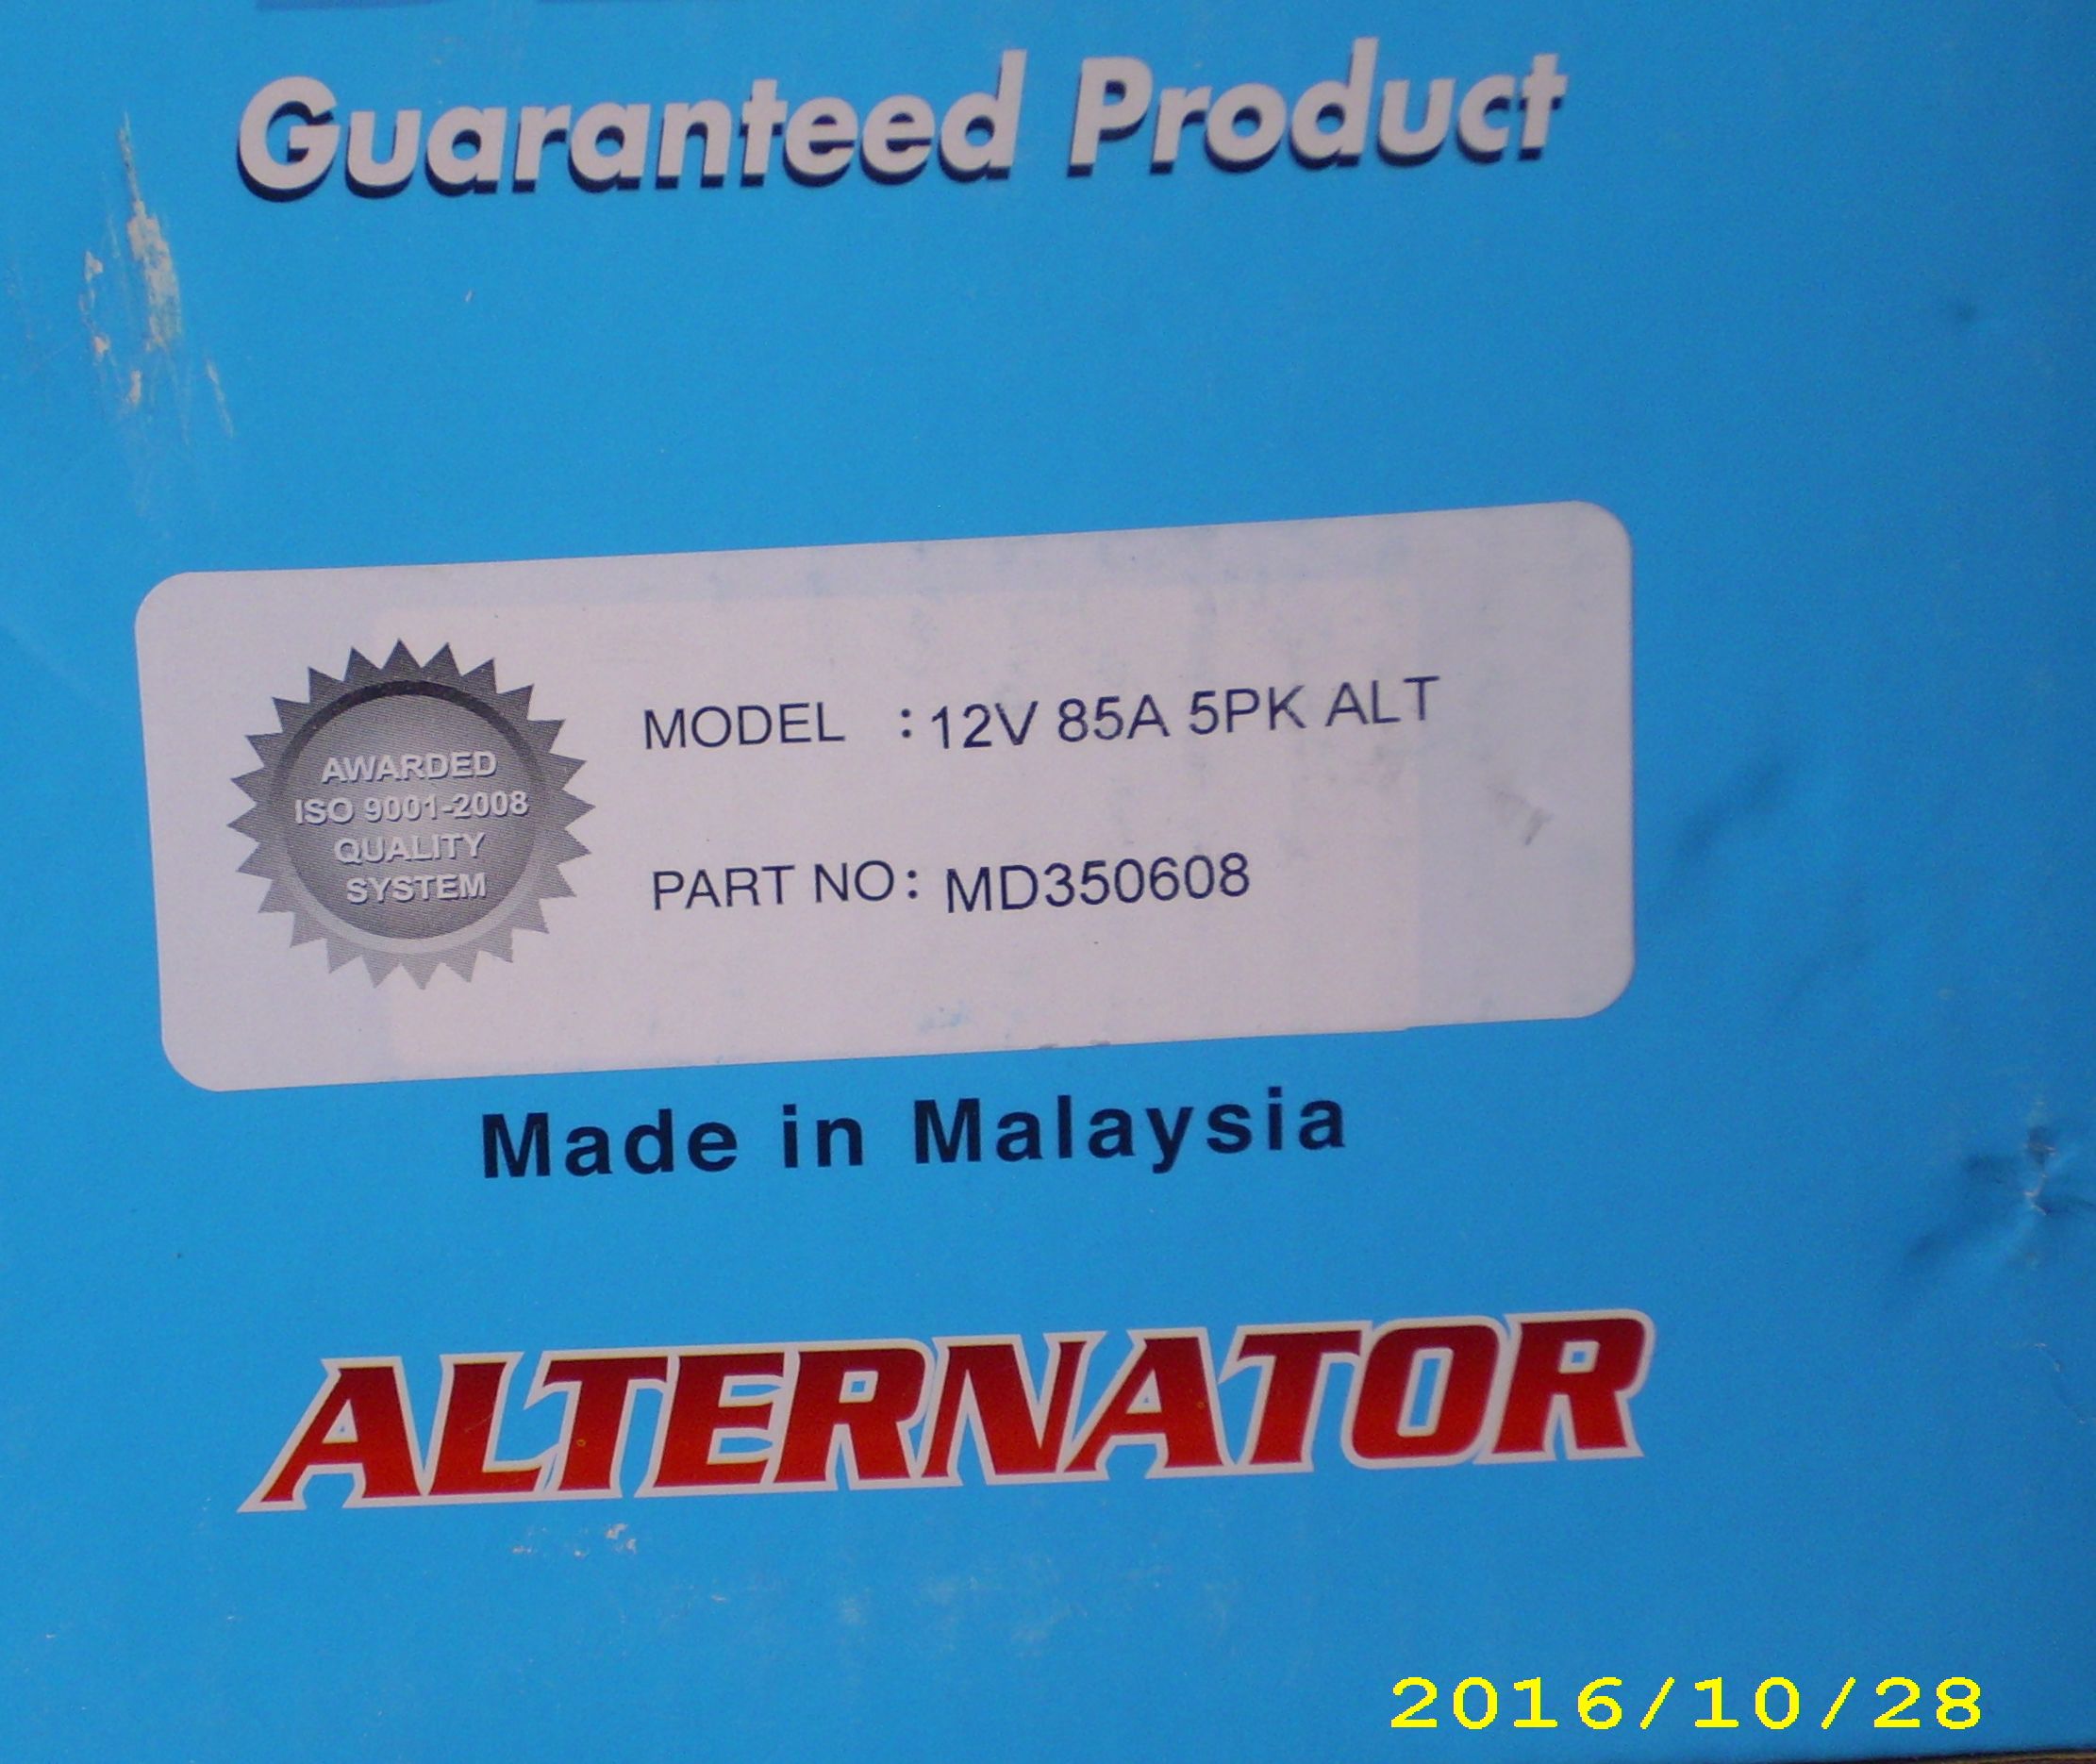 Guaranteed Product
AWARDED
ISO 9001-2008
QUALITY
SYSTEM
MODEL : 12V 85A 5PK ALT
PART NO: MD350608
Made in Malaysia
ALTERNATOR
2016/10/28